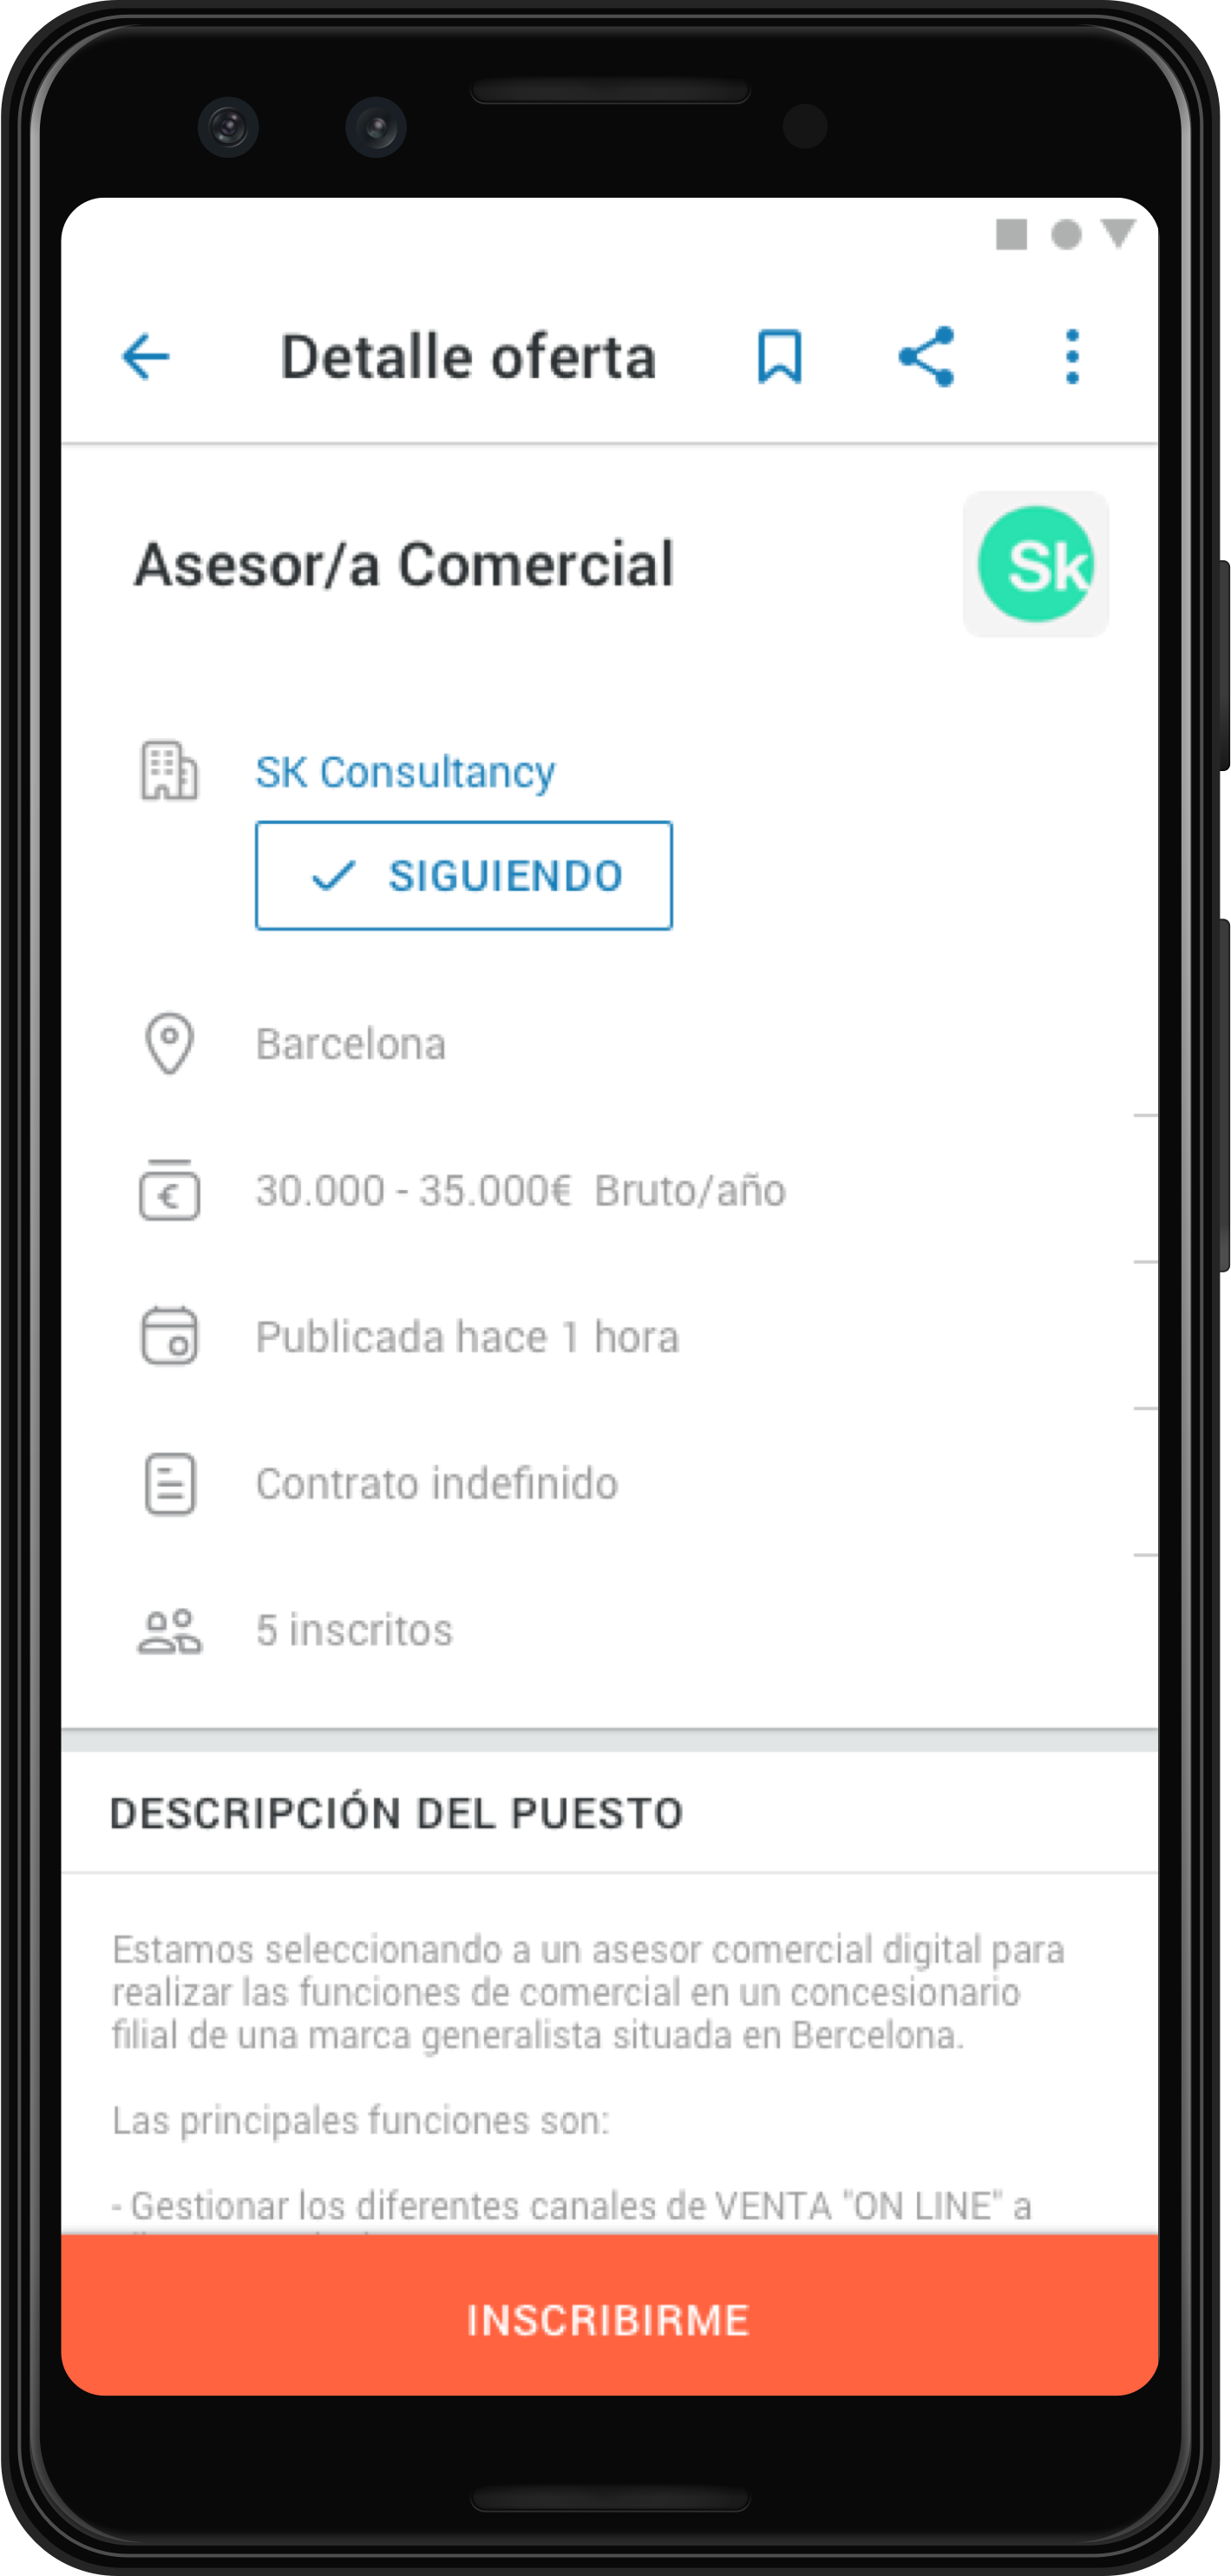 Detalle oferta
Asesor/a Comercial
Sk
SK Consultancy
SIGUIENDO
Barcelona
30.000 - 35.000€ Bruto/año
Publicada hace 1 hora
Contrato indefinido
5 inscritos
DESCRIPCIÓN DEL PUESTO
Estamos seleccionando a un asesor comercial digital para
realizar las funciones de comercial en un concesionario
filial de una marca generalista situada en Bercelona.
Las principales funciones son:
- Gestionar los diferentes canales de VENTA "ON LINE" a
INSCRIBIRME